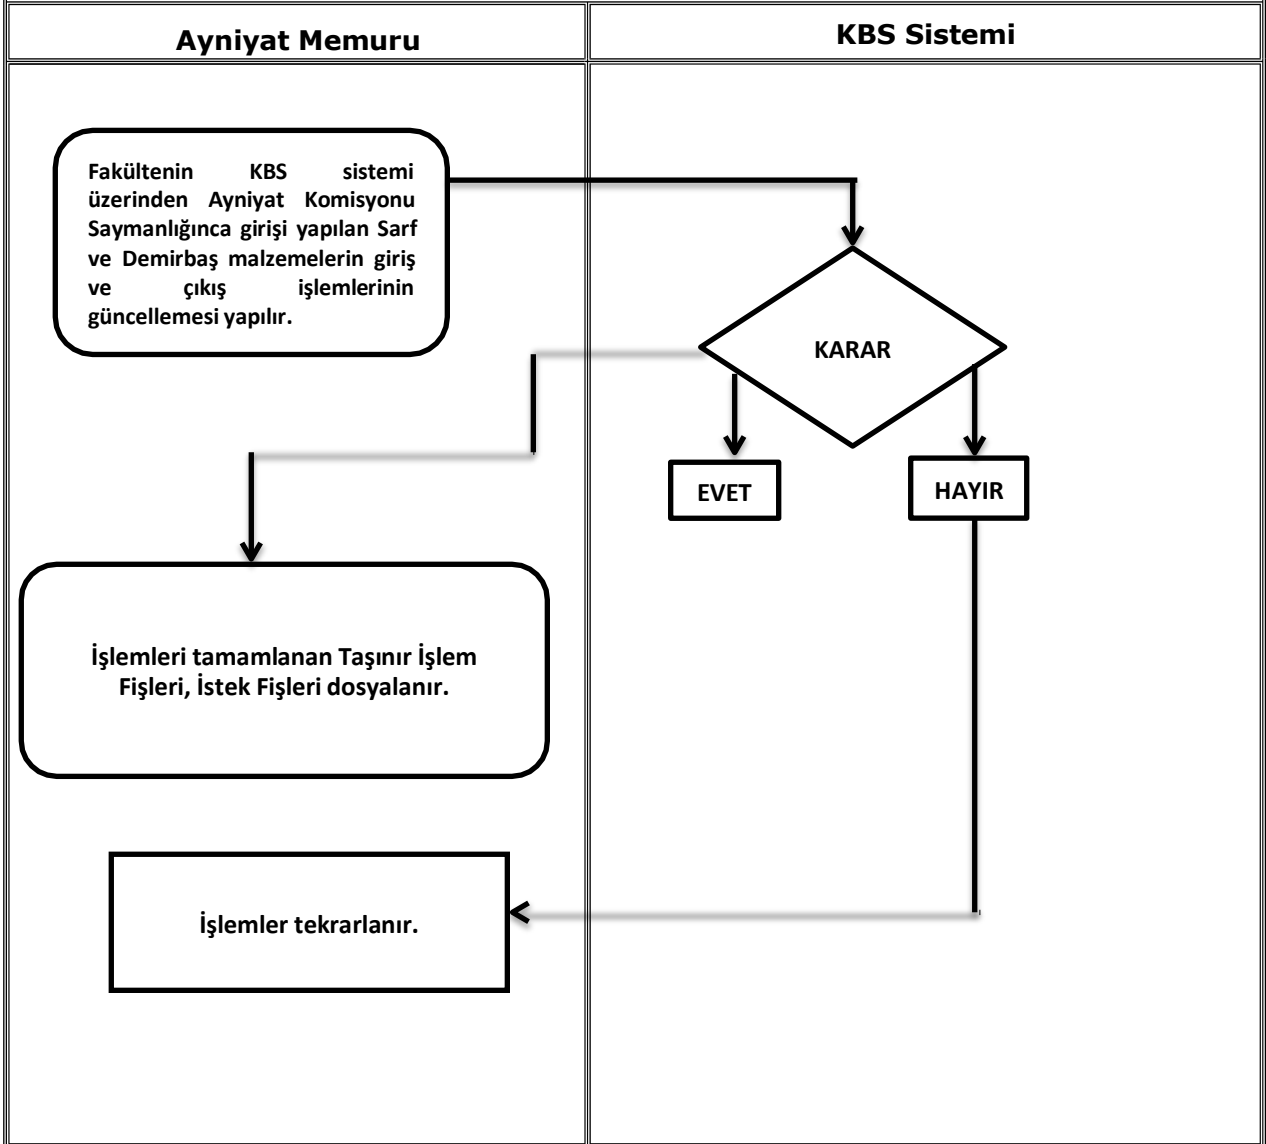 Ayniyat Memuru
KBS Sistemi
Fakültenin KBS sistemi
üzerinden Ayniyat Komisyonu
Saymanlığınca girişi yapılan Sarf
ve Demirbaş malzemelerin giriş
ve çıkış işlemlerinin
güncellemesi yapılır.
KARAR
EVET
HAYIR
İşlemleri tamamlanan Taşınır İşlem
Fişleri, İstek Fişleri dosyalanır.
İşlemler tekrarlanır.